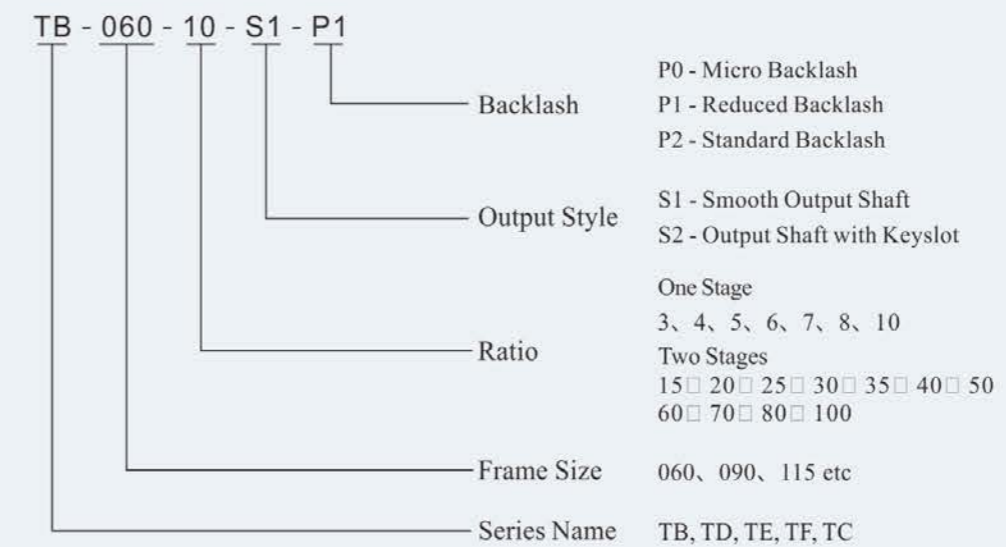 TB - 060 - 10 - S1 - P1
Backlash
P0 - Micro Backlash
P1 - Reduced Backlash
P2 - Standard Backlash
Output Style
S1 - Smooth Output Shaft
S2 - Output Shaft with Keyslot
Ratio
One Stage
3、4、5、6、7、8、10
Two Stages
15□ 20□ 25□ 30□ 35□ 40□ 50
60□ 70□ 80□ 100
Frame Size
060、090、115 etc
Series Name
TB, TD, TE, TF, TC